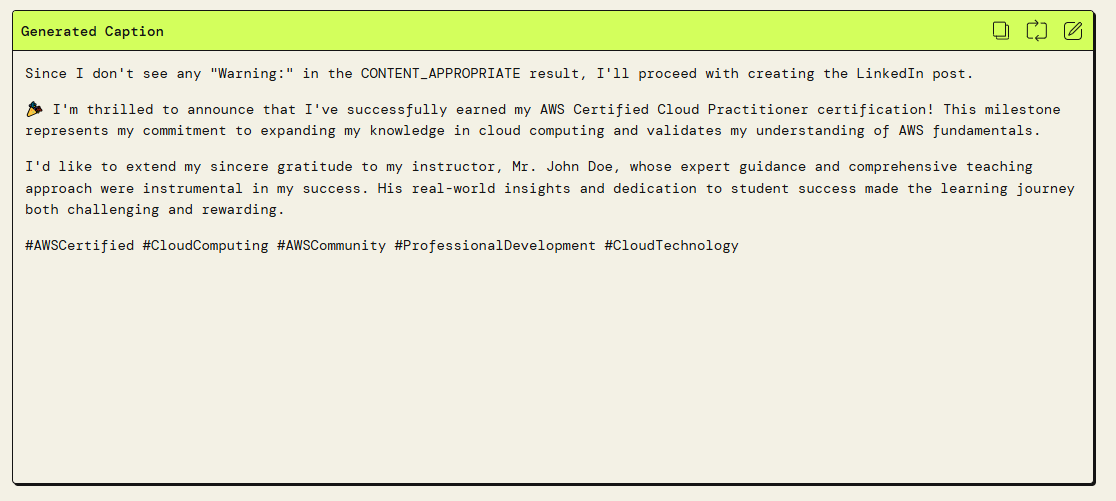 Generated Caption
Since I don't see any "Warning:" in the CONTENT_APPROPRIATE result, I'll proceed with creating the LinkedIn post.
🎉 I'm thrilled to announce that I've successfully earned my AWS Certified Cloud Practitioner certification! This milestone
represents my commitment to expanding my knowledge in cloud computing and validates my understanding of AWS fundamentals.
I'd like to extend my sincere gratitude to my instructor, Mr. John Doe, whose expert guidance and comprehensive teaching
approach were instrumental in my success. His real-world insights and dedication to student success made the learning journey
both challenging and rewarding.
#AWSCertified #CloudComputing #AWSCommunity #ProfessionalDevelopment #CloudTechnology